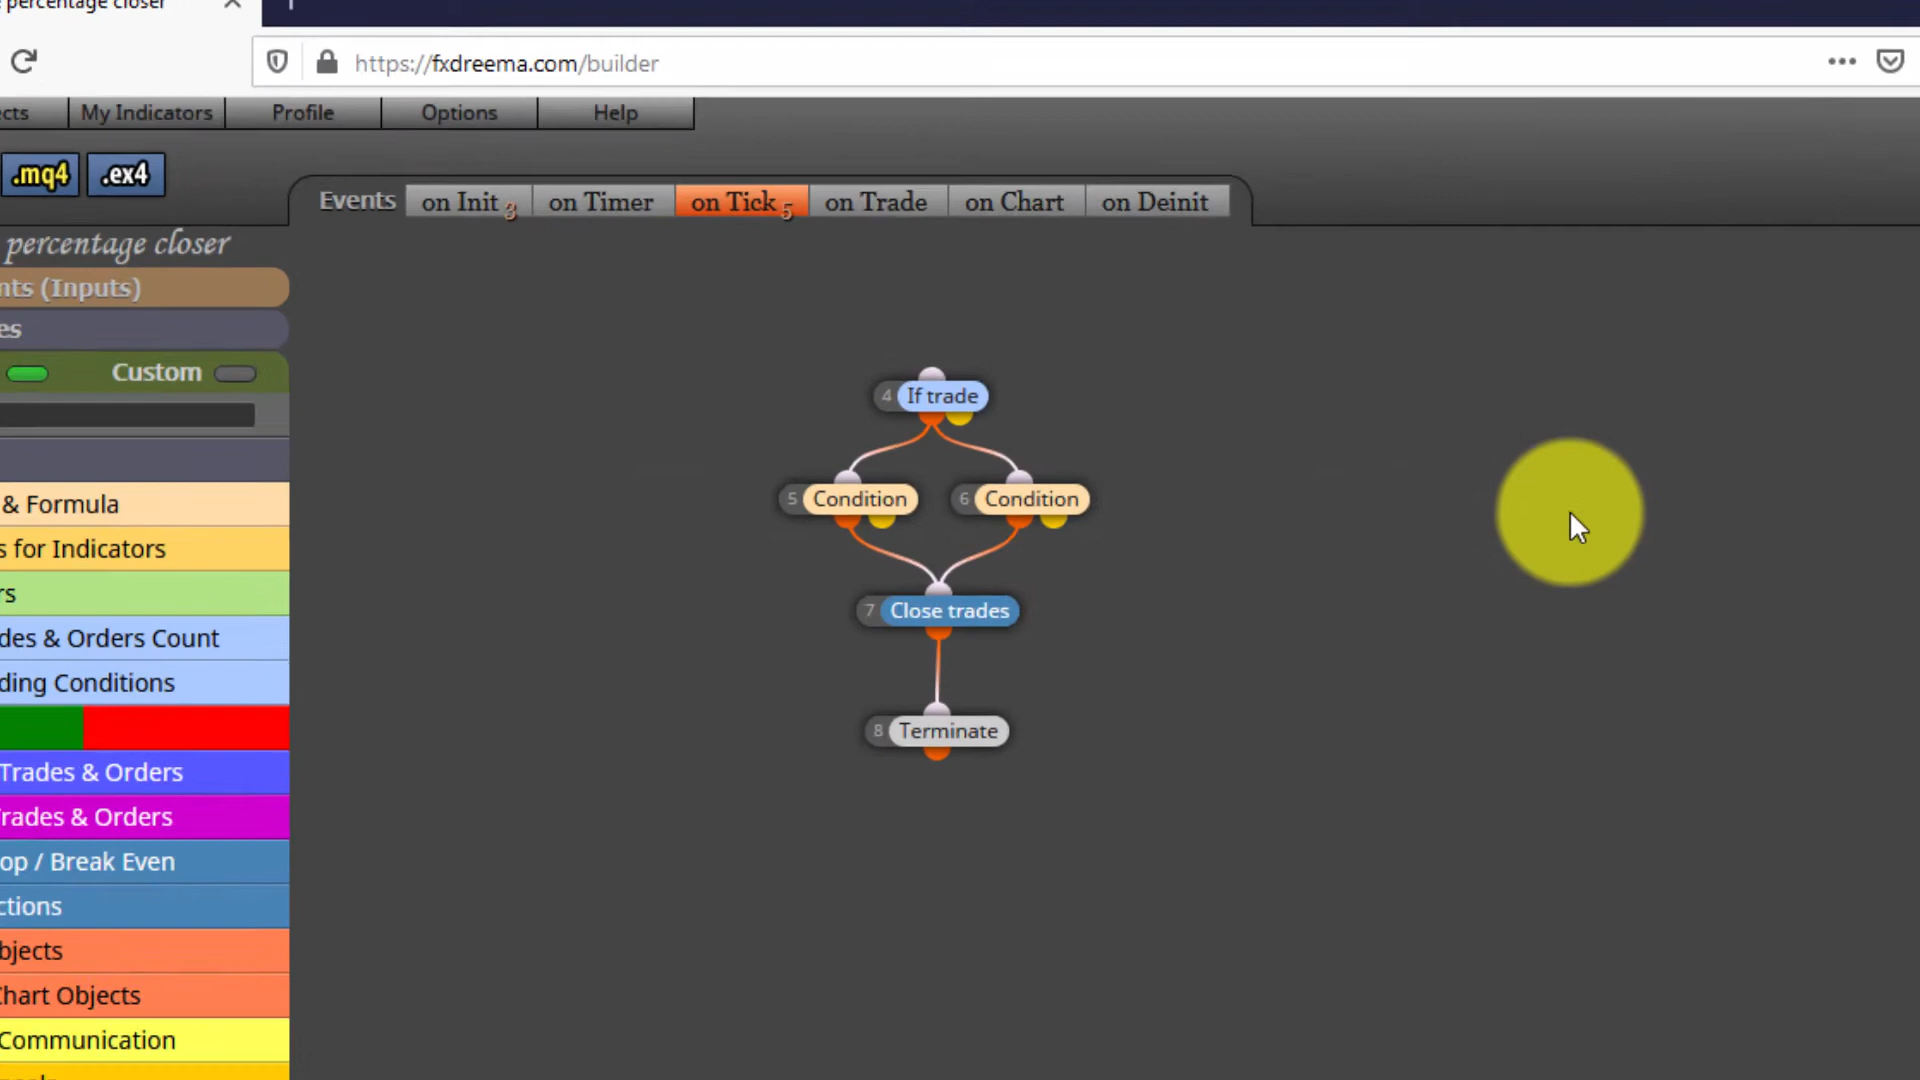 percentage closer
https://fxdreema.com/builder
cts
My Indicators
Profile
Options
Help
.mq4
.ex4
Events
on Init 3
on Timer
on Tick 5
on Trade
on Chart
on Deinit
percentage closer
nts (Inputs)
es
Custom
& Formula
s for Indicators
rs
des & Orders Count
ding Conditions
Trades & Orders
rades & Orders
op / Break Even
ctions
bjects
Chart Objects
Communication
4 If trade
5 Condition
6 Condition
7 Close trades
8 Terminate